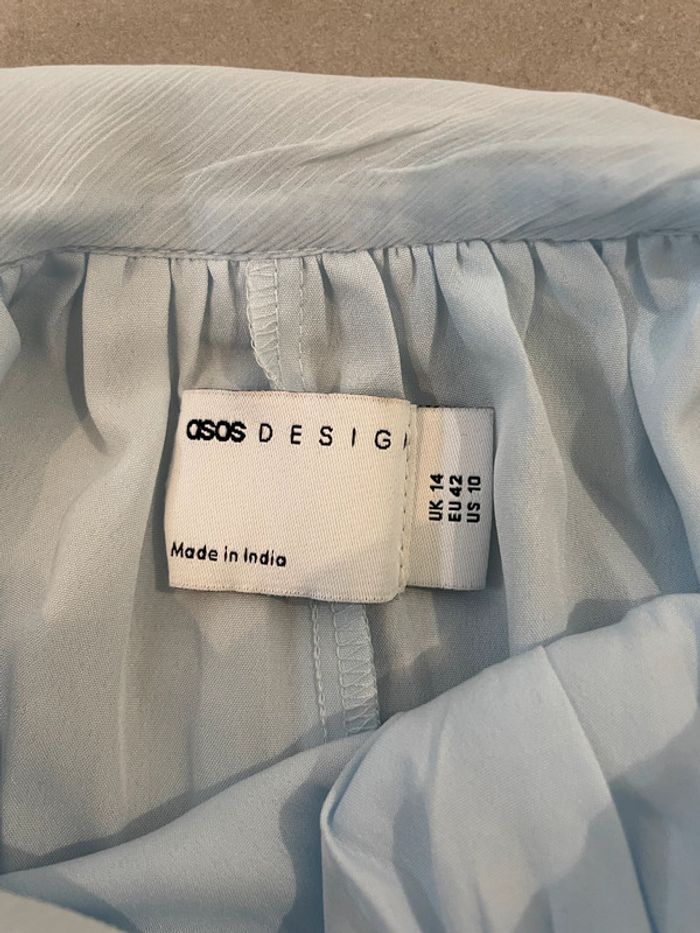 asos DESIG
Made in India
UK 14
EU 42
US 10